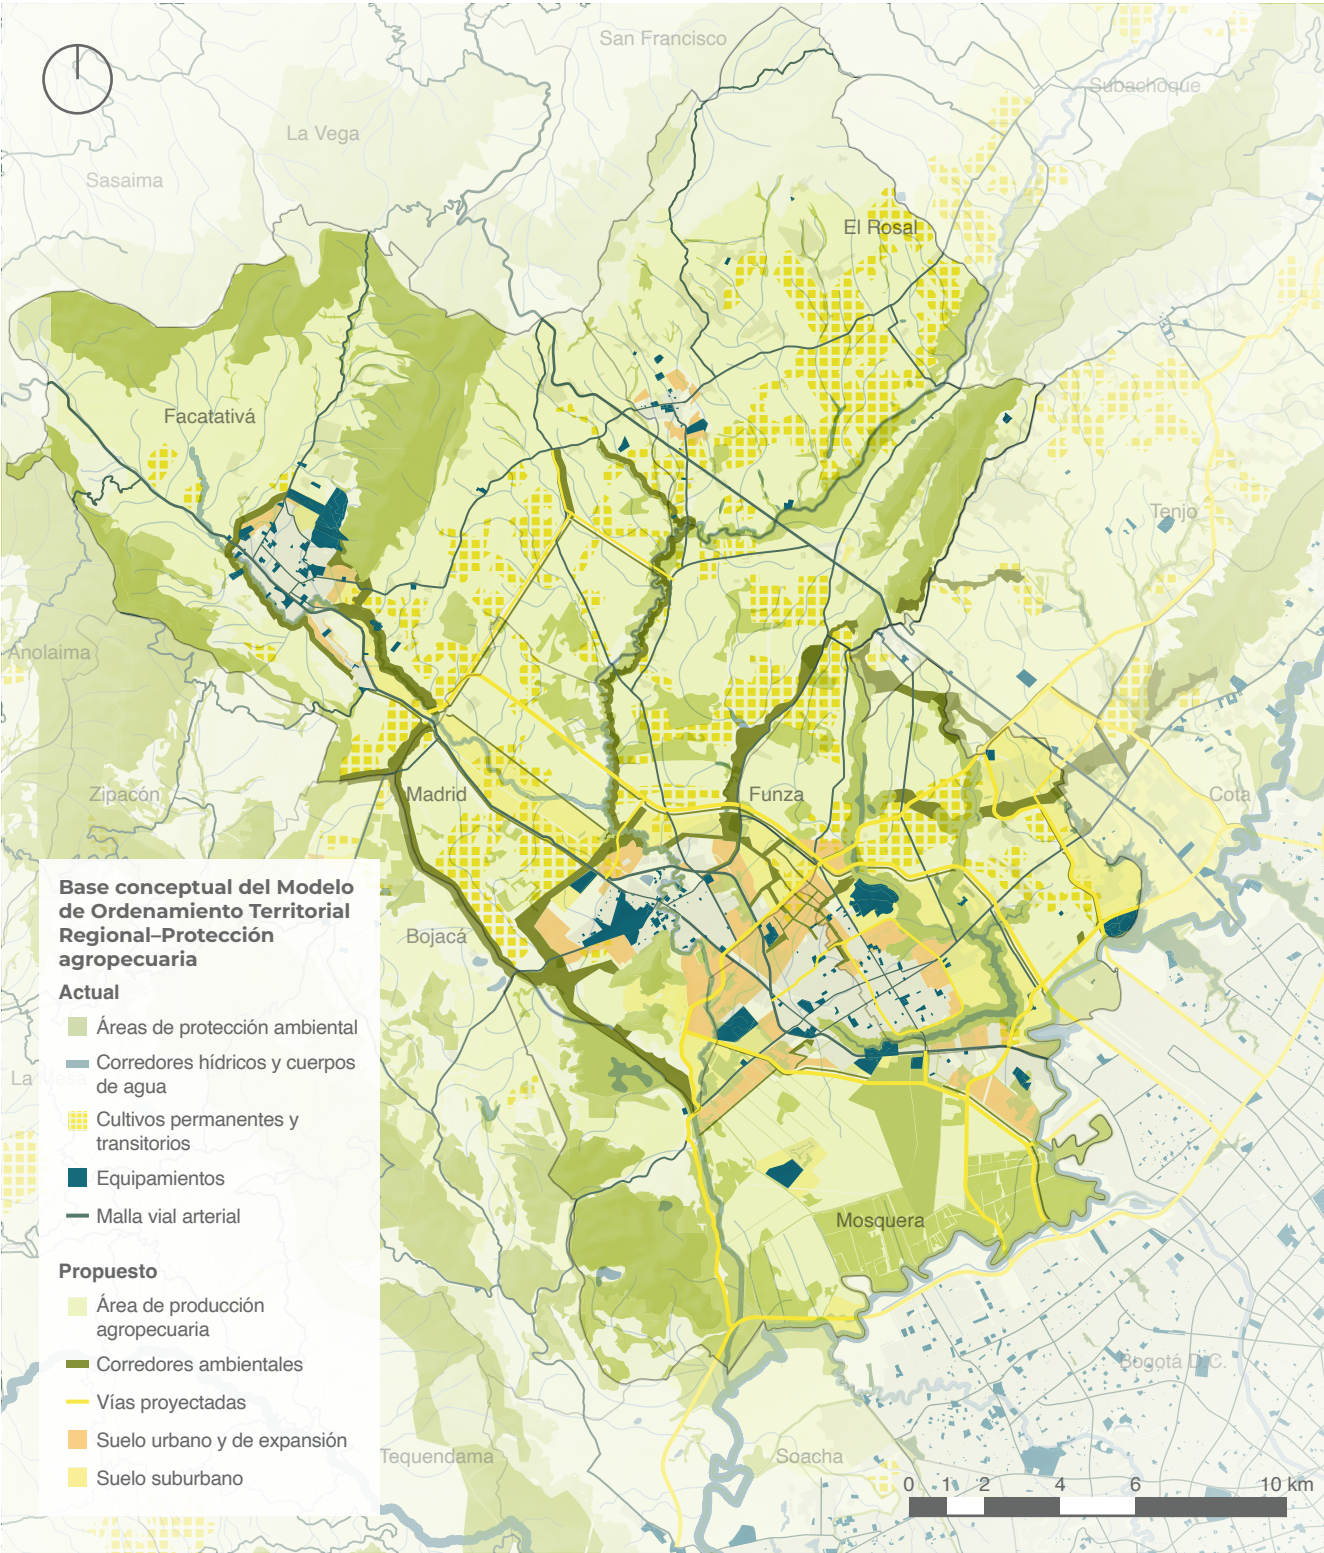 San Francisco
Subachoque
La Vega
Sasaima
El Rosal
Facatativá
Tenjo
Anolaima
Zipacón
Madrid
Funza
Cota
Bojacá
La Mesa
Mosquera
Bogotá D.C.
Tequendama
Soacha
Base conceptual del Modelo
de Ordenamiento Territorial
Regional–Protección
agropecuaria
Actual
Áreas de protección ambiental
Corredores hídricos y cuerpos
de agua
Cultivos permanentes y
transitorios
Equipamientos
Malla vial arterial
Propuesto
Área de producción
agropecuaria
Corredores ambientales
Vías proyectadas
Suelo urbano y de expansión
Suelo suburbano
0 1 2 4 6 10 km